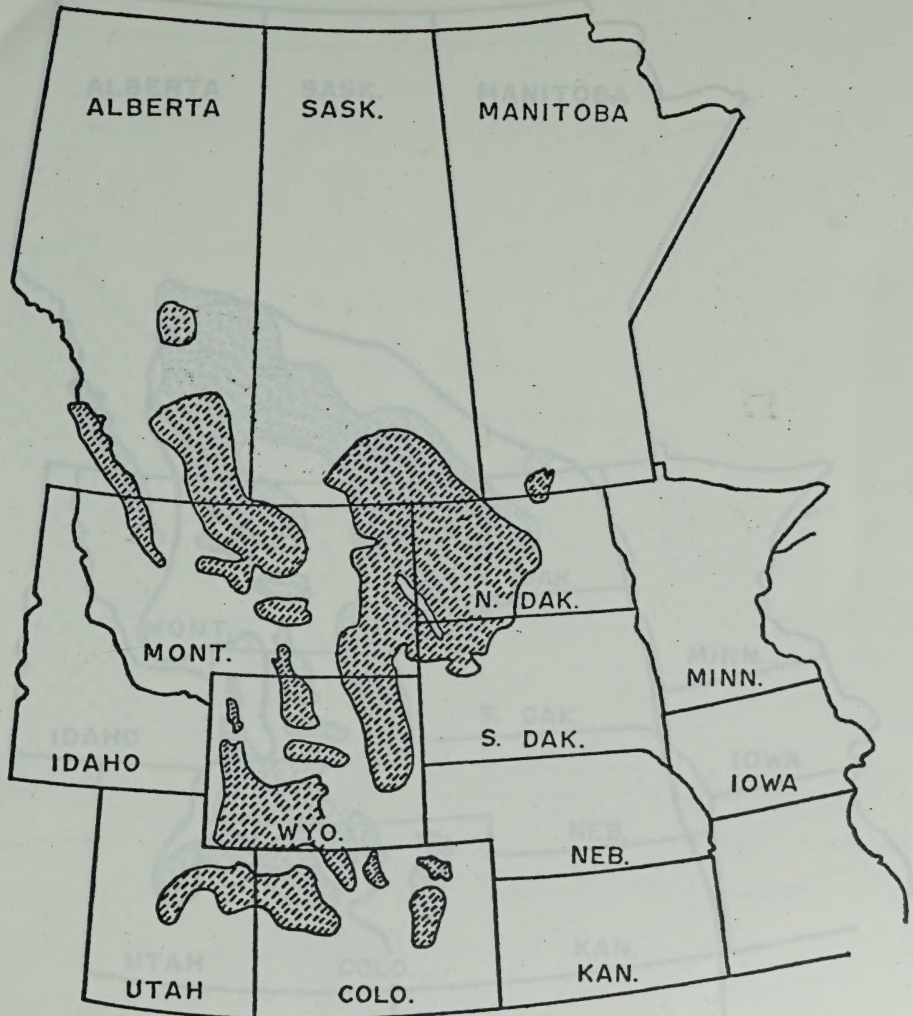 ALBERTA
SASK.
MANITOBA
N. DAK.
MONT.
MINN.
S. DAK.
IDAHO
IOWA
WYO.
NEB.
KAN.
UTAH
COLO.